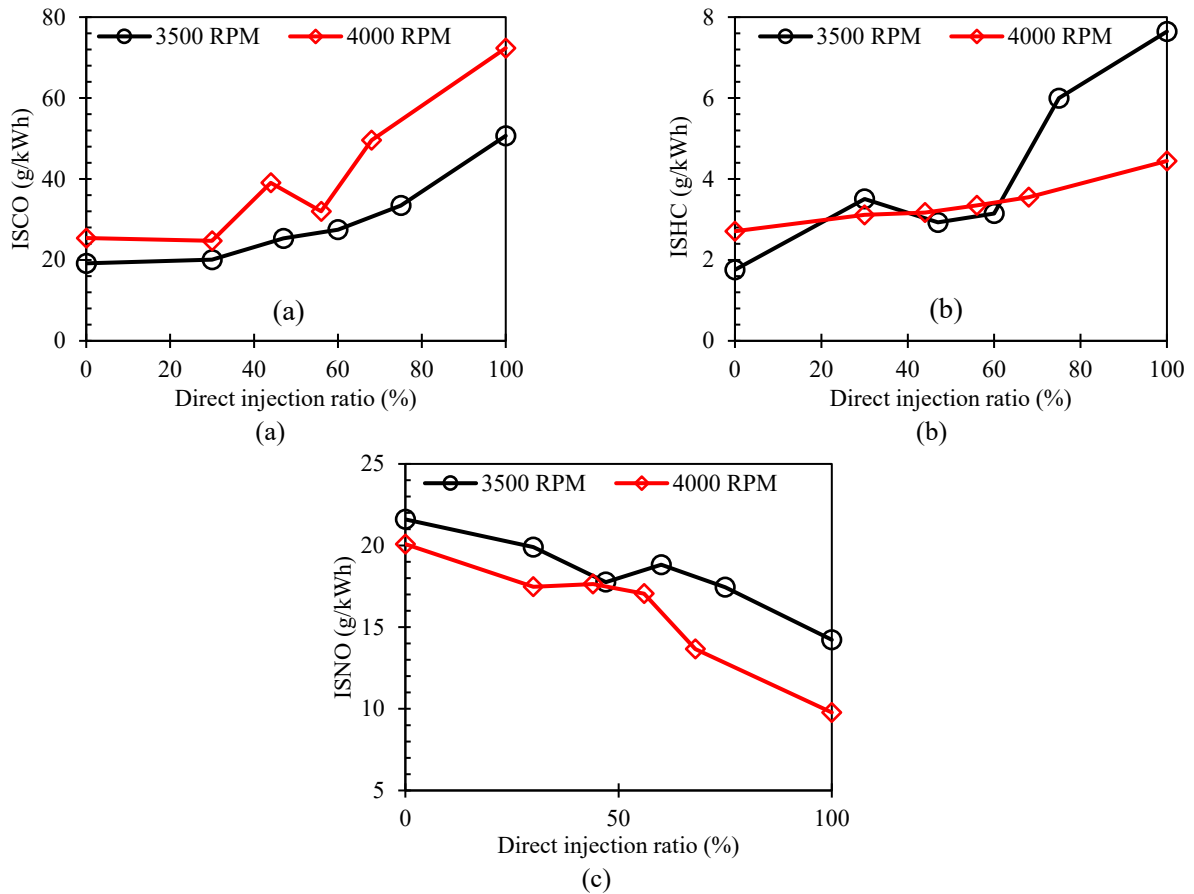 3500 RPM 4000 RPM
ISCO (g/kWh)
80
60
40
20
0
(a)
0 20 40 60 80 100
Direct injection ratio (%)
(a)
3500 RPM 4000 RPM
ISHC (g/kWh)
8
6
4
2
0
(b)
0 20 40 60 80 100
Direct injection ratio (%)
(b)
3500 RPM 4000 RPM
ISNO (g/kWh)
25
20
15
10
5
0 50 100
Direct injection ratio (%)
(c)